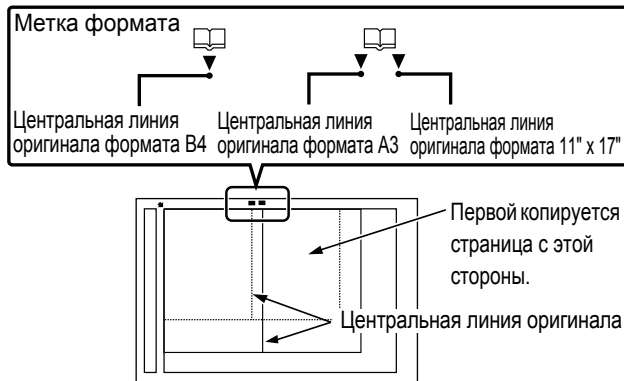 Метка формата
Центральная линия
оригинала формата B4
Центральная линия
оригинала формата A3
Центральная линия
оригинала формата 11" x 17"
Первой копируется
страница с этой
стороны.
Центральная линия оригинала